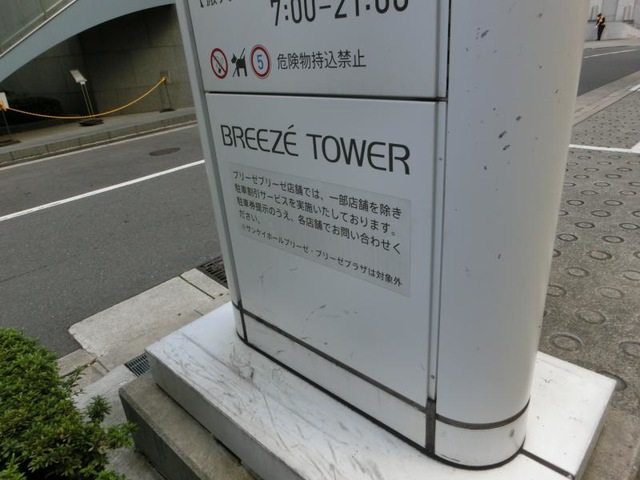 7:00-21:00
5 危険物持込禁止
BREEZÉ TOWER
ブリーゼブリーゼ店舗では、一部店舗を除き
駐車割引サービスを実施いたしております。
駐車券提示のうえ、各店舗でお問い合わせく
ださい。
※サンケイホールブリーゼ・ブリーゼプラザは対象外